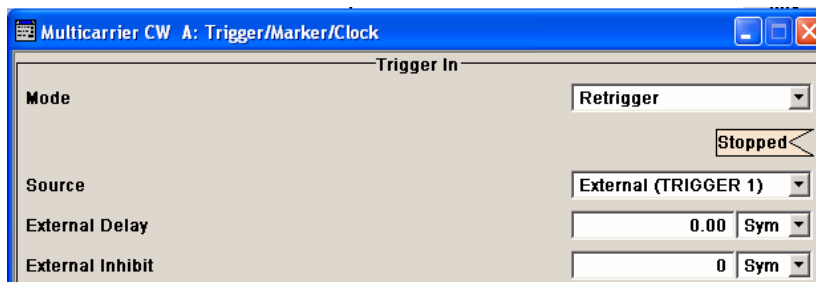 Multicarrier CW A: Trigger/Marker/Clock
Trigger In
Mode Retrigger
Stopped
Source External (TRIGGER 1)
External Delay 0.00 Sym
External Inhibit 0 Sym